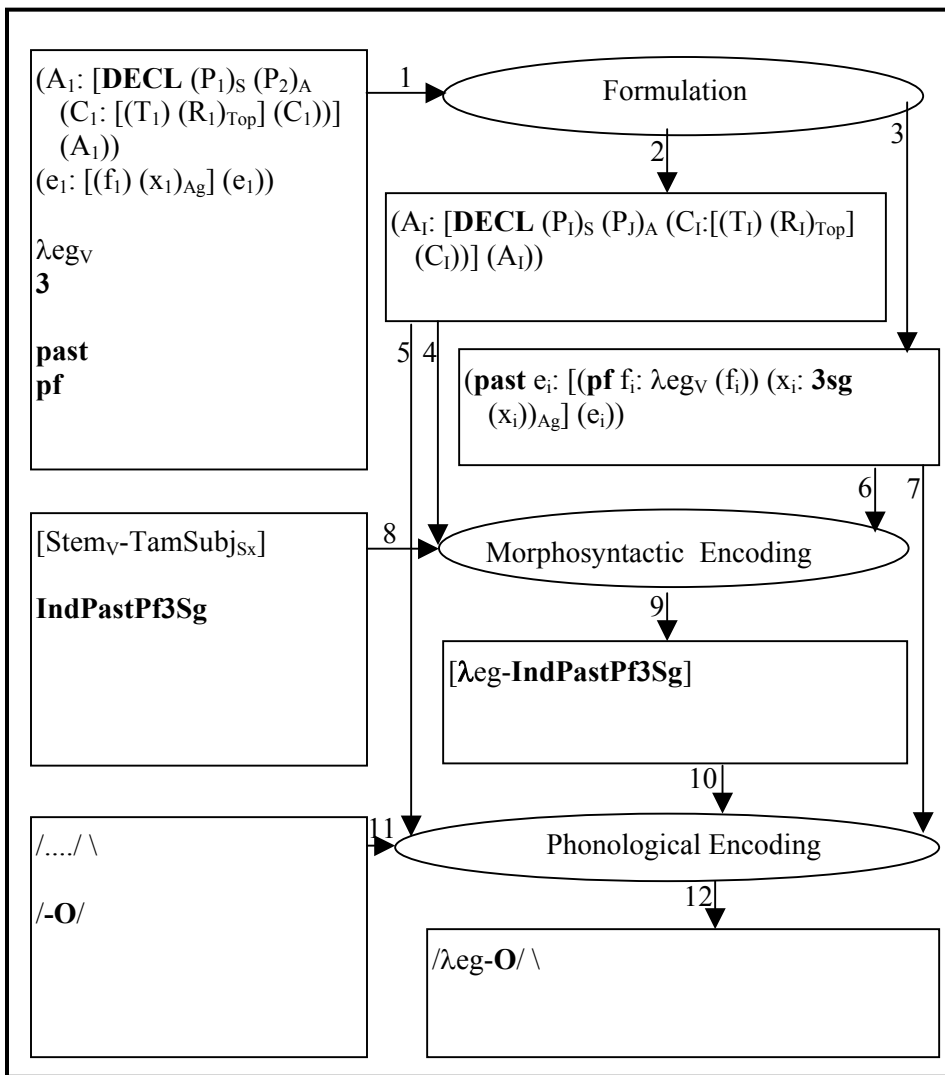 (A₁: [DECL (P₁)S (P₂)A
(C₁: [(T₁) (R₁)Top] (C₁))]
(A₁))
(e₁: [(f₁) (x₁)Ag] (e₁))
λegV
3
past
pf
1
Formulation
2
3
(AI: [DECL (PI)S (PJ)A (CI:[(TI) (RI)Top]
(CI))] (AI))
5
4
(past ei: [(pf fi: λegV (fi)) (xi: 3sg
(xi))Ag] (ei))
6
7
[StemV-TamSubjSx]
IndPastPf3Sg
8
Morphosyntactic Encoding
9
[λeg-IndPastPf3Sg]
10
/..../ \
/-O/
11
Phonological Encoding
12
/λeg-O/ \